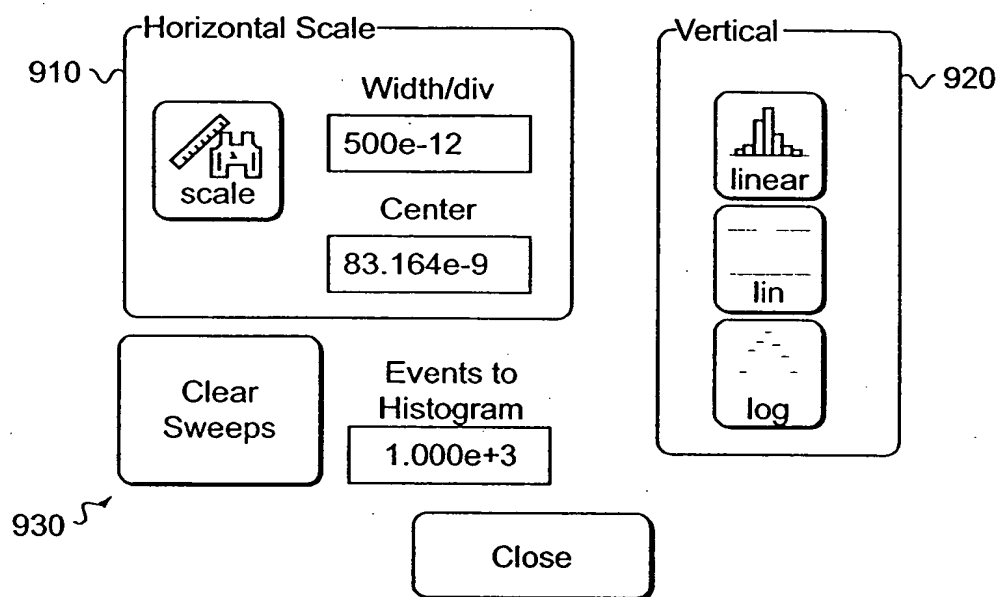 Horizontal Scale
910
scale
Width/div
500e-12
Center
83.164e-9
Vertical
920
linear
lin
log
Clear
Sweeps
930
Events to
Histogram
1.000e+3
Close